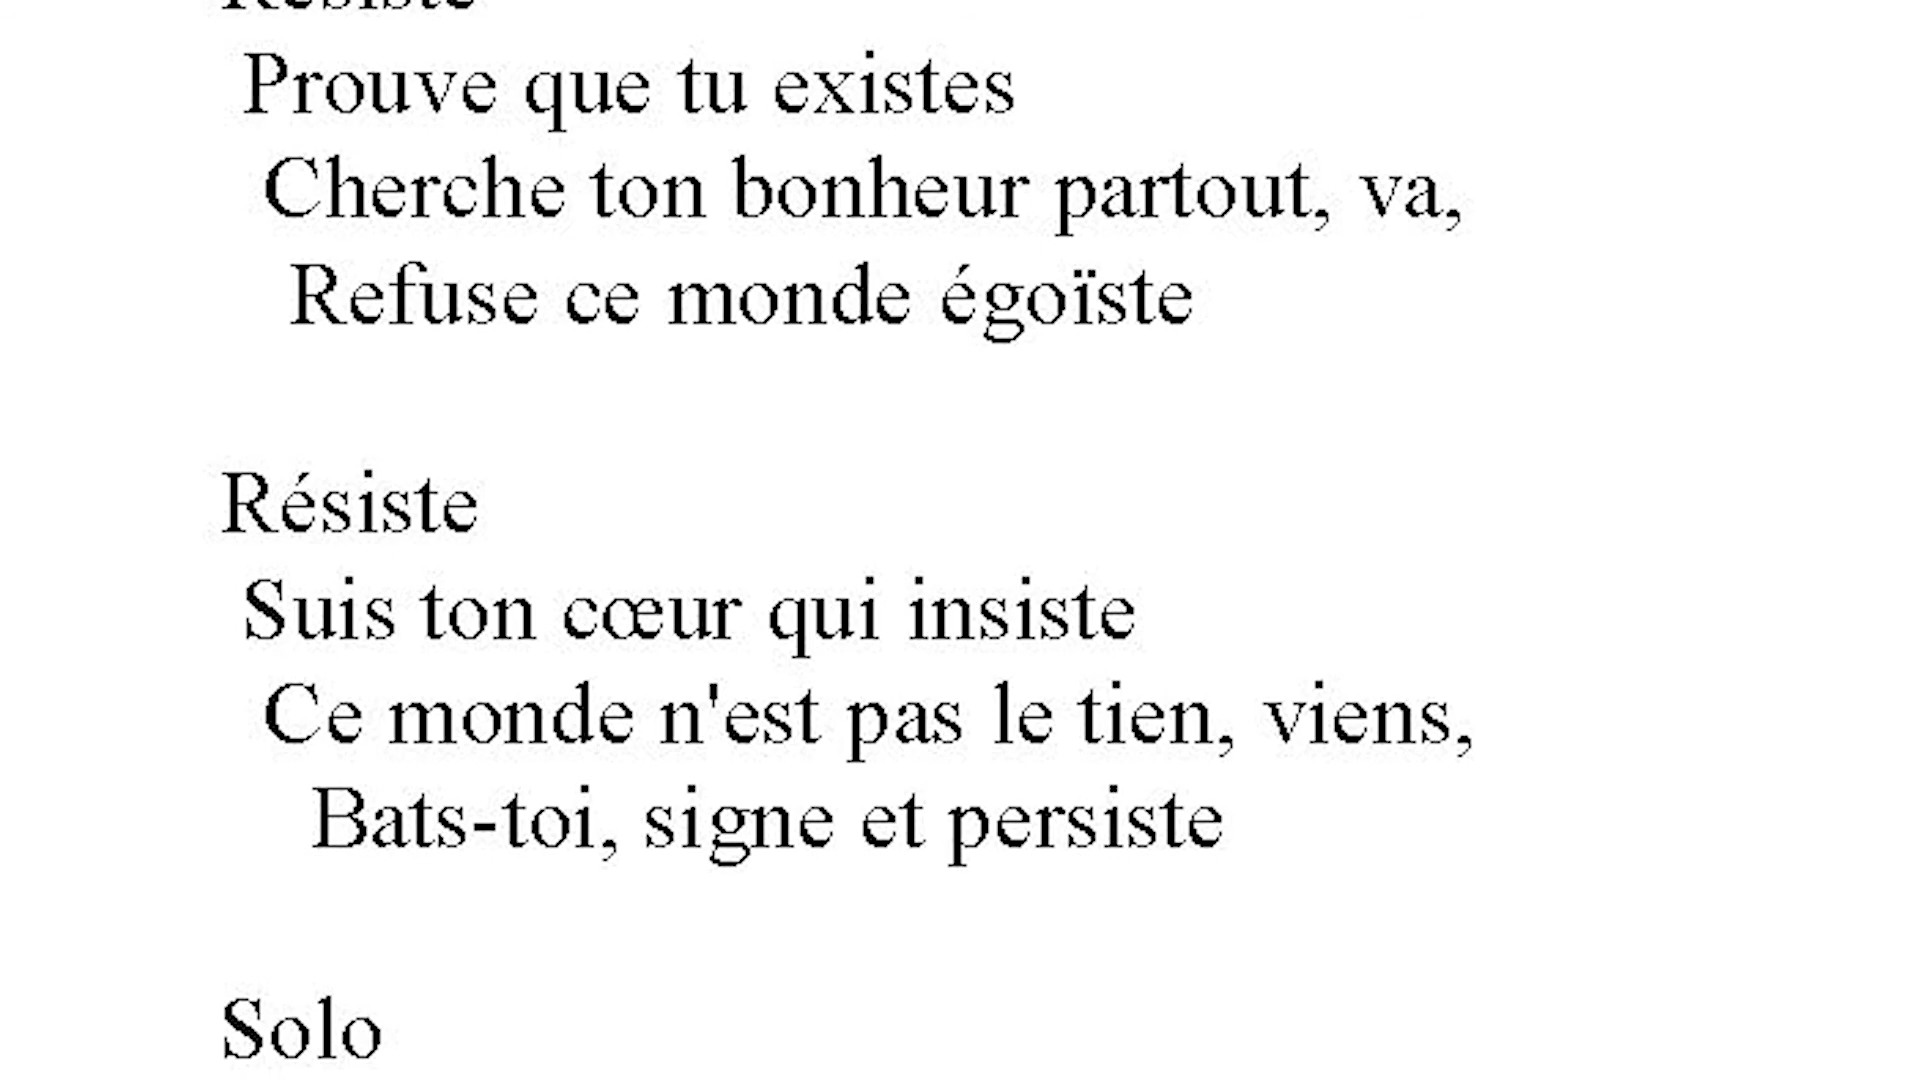 Résiste
Prouve que tu existes
Cherche ton bonheur partout, va,
Refuse ce monde égoïste
Résiste
Suis ton cœur qui insiste
Ce monde n'est pas le tien, viens,
Bats-toi, signe et persiste
Solo